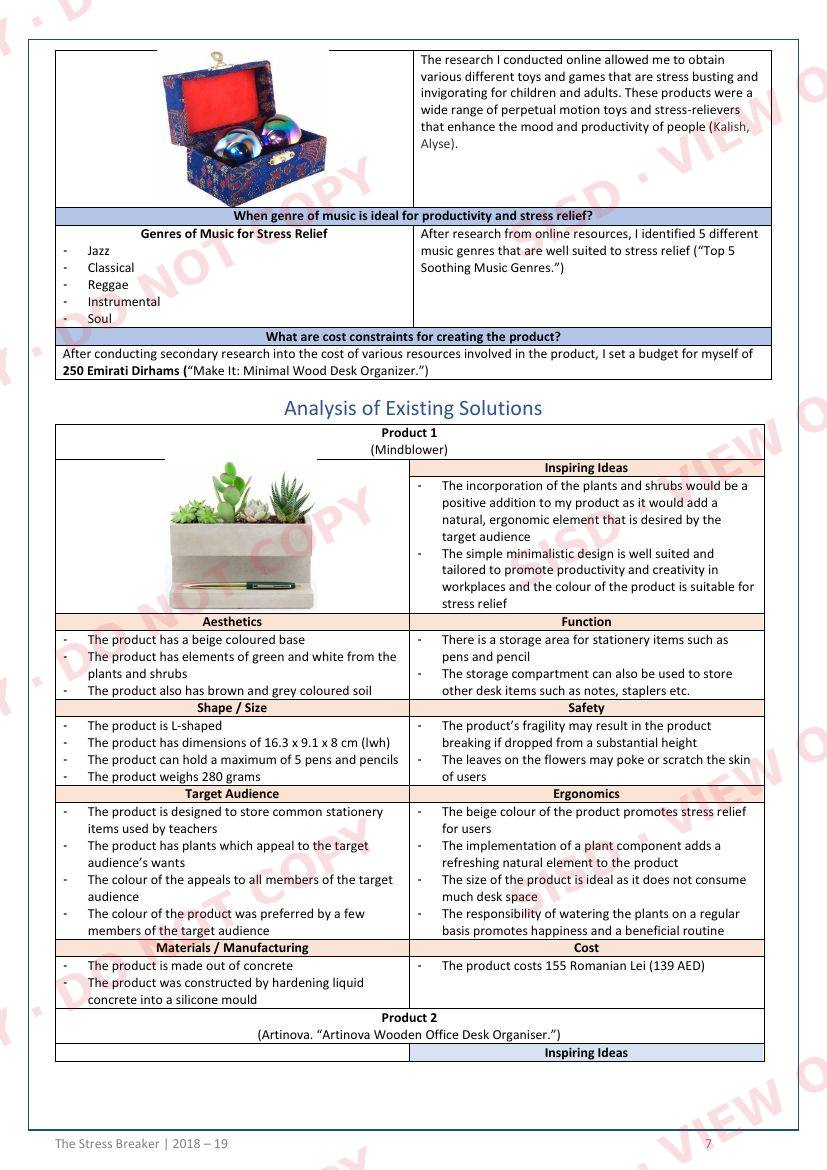 The research I conducted online allowed me to obtain
various different toys and games that are stress busting and
invigorating for children and adults. These products were a
wide range of perpetual motion toys and stress-relievers
that enhance the mood and productivity of people (Kalish,
Alyse).
When genre of music is ideal for productivity and stress relief?
Genres of Music for Stress Relief
- Jazz
- Classical
- Reggae
- Instrumental
- Soul
After research from online resources, I identified 5 different
music genres that are well suited to stress relief (“Top 5
Soothing Music Genres.”)
What are cost constraints for creating the product?
After conducting secondary research into the cost of various resources involved in the product, I set a budget for myself of
250 Emirati Dirhams (“Make It: Minimal Wood Desk Organizer.”)
Analysis of Existing Solutions
Product 1
(Mindblower)
Inspiring Ideas
- The incorporation of the plants and shrubs would be a
positive addition to my product as it would add a
natural, ergonomic element that is desired by the
target audience
- The simple minimalistic design is well suited and
tailored to promote productivity and creativity in
workplaces and the colour of the product is suitable for
stress relief
Aesthetics
- The product has a beige coloured base
- The product has elements of green and white from the
plants and shrubs
- The product also has brown and grey coloured soil
Function
- There is a storage area for stationery items such as
pens and pencil
- The storage compartment can also be used to store
other desk items such as notes, staplers etc.
Shape / Size
- The product is L-shaped
- The product has dimensions of 16.3 x 9.1 x 8 cm (lwh)
- The product can hold a maximum of 5 pens and pencils
- The product weighs 280 grams
Safety
- The product’s fragility may result in the product
breaking if dropped from a substantial height
- The leaves on the flowers may poke or scratch the skin
of users
Target Audience
- The product is designed to store common stationery
items used by teachers
- The product has plants which appeal to the target
audience’s wants
- The colour of the appeals to all members of the target
audience
- The colour of the product was preferred by a few
members of the target audience
Ergonomics
- The beige colour of the product promotes stress relief
for users
- The implementation of a plant component adds a
refreshing natural element to the product
- The size of the product is ideal as it does not consume
much desk space
- The responsibility of watering the plants on a regular
basis promotes happiness and a beneficial routine
Materials / Manufacturing
- The product is made out of concrete
- The product was constructed by hardening liquid
concrete into a silicone mould
Cost
- The product costs 155 Romanian Lei (139 AED)
Product 2
(Artinova. “Artinova Wooden Office Desk Organiser.”)
Inspiring Ideas
The Stress Breaker | 2018 – 19
7
SISD · VIEW O
Y · DO NOT COPY
SISD · VIEW O
Y · DO NOT COPY
SISD · VIEW O
Y · DO NOT COPY
SISD · VIEW O